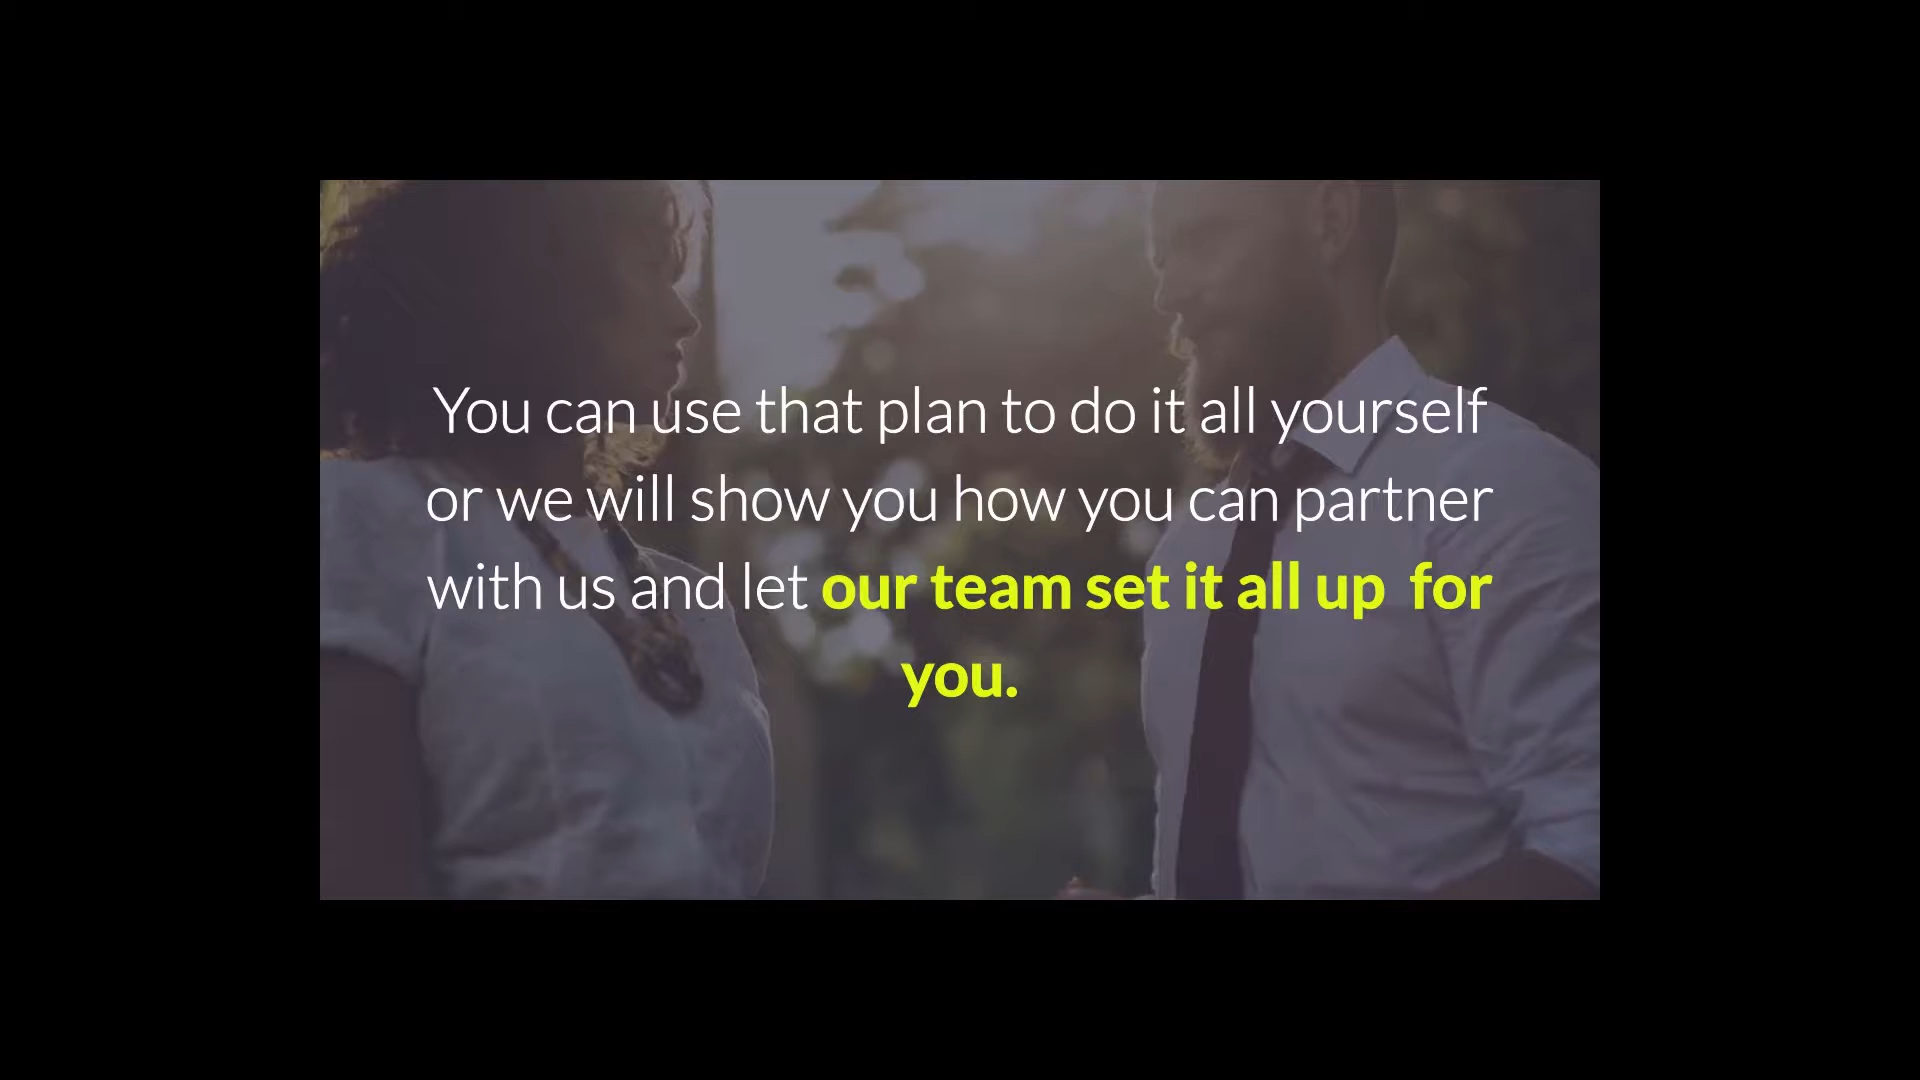 You can use that plan to do it all yourself
or we will show you how you can partner
with us and let our team set it all up  for
you.